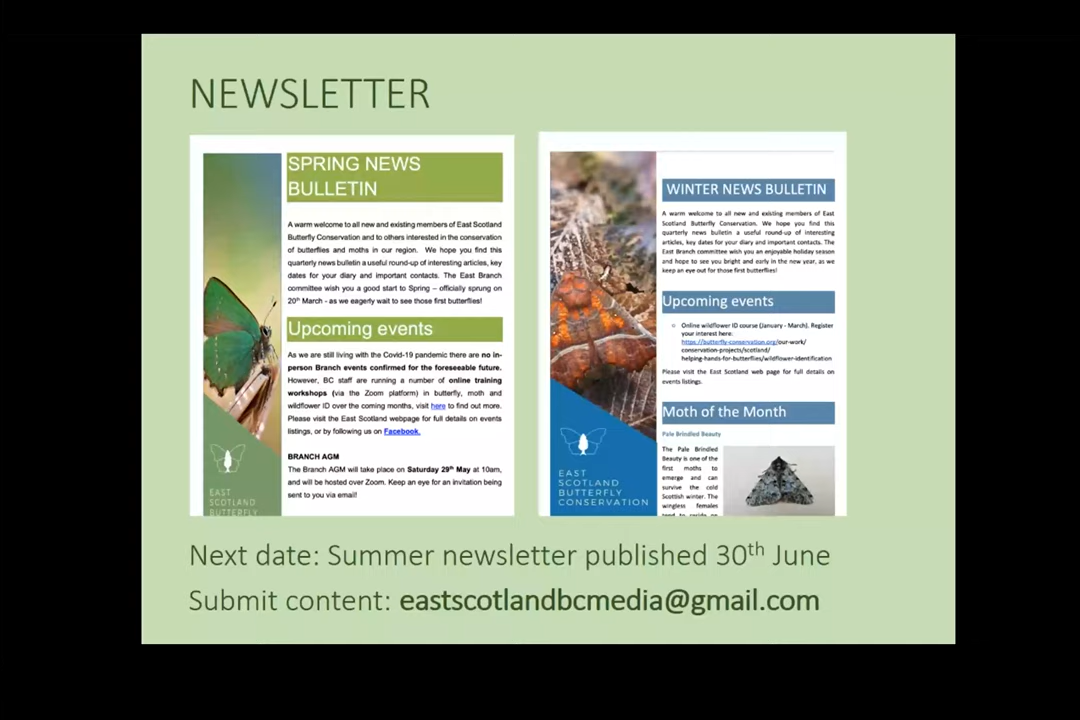 NEWSLETTER
SPRING NEWS
BULLETIN
A warm welcome to all new and existing members of East Scotland
Butterfly Conservation and to others interested in the conservation
of butterflies and moths in our region. We hope you find this
quarterly news bulletin a useful round-up of interesting articles, key
dates for your diary and important contacts. The East Branch
committee wish you a good start to Spring – officially sprung on
20th March - as we eagerly wait to see those first butterflies!
Upcoming events
As we are still living with the Covid-19 pandemic there are no in-
person Branch events confirmed for the foreseeable future.
However, BC staff are running a number of online training
workshops (via the Zoom platform) in butterfly, moth and
wildflower ID over the coming months, visit here to find out more.
Please visit the East Scotland webpage for full details on events
listings, or by following us on Facebook.
BRANCH AGM
The Branch AGM will take place on Saturday 29th May at 10am,
and will be hosted over Zoom. Keep an eye for an invitation being
sent to you via email!
EAST
SCOTLAND
BUTTERFLY
WINTER NEWS BULLETIN
A warm welcome to all new and existing members of East
Scotland Butterfly Conservation. We hope you find this
quarterly news bulletin a useful round-up of interesting
articles, key dates for your diary and important contacts. The
East Branch committee wish you an enjoyable holiday season
and hope to see you bright and early in the new year, as we
keep an eye out for those first butterflies!
Upcoming events
Online wildflower ID course (January - March). Register
your interest here:
https://butterfly-conservation.org/our-work/
conservation-projects/scotland/
helping-hands-for-butterflies/wildflower-identification
Please visit the East Scotland web page for full details on
events listings.
Moth of the Month
Pale Brindled Beauty
The Pale Brindled
Beauty is one of the
first moths to
emerge and can
survive the cold
Scottish winter. The
wingless females
tend to reside on
EAST
SCOTLAND
BUTTERFLY
CONSERVATION
Next date: Summer newsletter published 30th June
Submit content: eastscotlandbcmedia@gmail.com